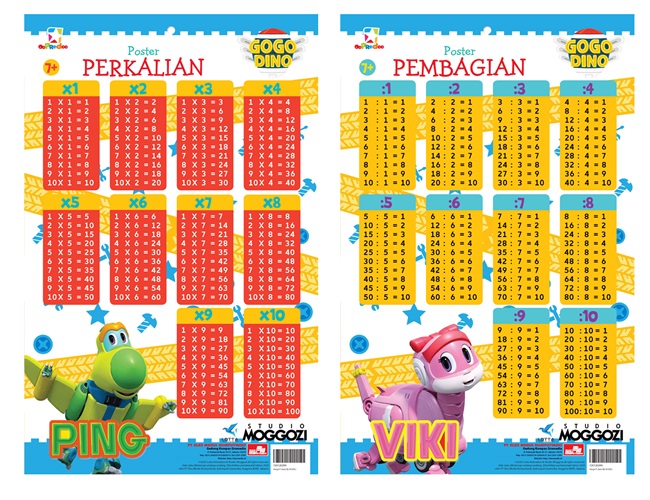 Poster
PERKALIAN
7+
GOGO
DINO
x1
1 X 1 = 1
2 X 1 = 2
3 X 1 = 3
4 X 1 = 4
5 X 1 = 5
6 X 1 = 6
7 X 1 = 7
8 X 1 = 8
9 X 1 = 9
10 X 1 = 10
x2
1 X 2 = 2
2 X 2 = 4
3 X 2 = 6
4 X 2 = 8
5 X 2 = 10
6 X 2 = 12
7 X 2 = 14
8 X 2 = 16
9 X 2 = 18
10 X 2 = 20
x3
1 X 3 = 3
2 X 3 = 6
3 X 3 = 9
4 X 3 = 12
5 X 3 = 15
6 X 3 = 18
7 X 3 = 21
8 X 3 = 24
9 X 3 = 27
10 X 3 = 30
x4
1 X 4 = 4
2 X 4 = 8
3 X 4 = 12
4 X 4 = 16
5 X 4 = 20
6 X 4 = 24
7 X 4 = 28
8 X 4 = 32
9 X 4 = 36
10 X 4 = 40
x5
1 X 5 = 5
2 X 5 = 10
3 X 5 = 15
4 X 5 = 20
5 X 5 = 25
6 X 5 = 30
7 X 5 = 35
8 X 5 = 40
9 X 5 = 45
10 X 5 = 50
x6
1 X 6 = 6
2 X 6 = 12
3 X 6 = 18
4 X 6 = 24
5 X 6 = 30
6 X 6 = 36
7 X 6 = 42
8 X 6 = 48
9 X 6 = 54
10 X 6 = 60
x7
1 X 7 = 7
2 X 7 = 14
3 X 7 = 21
4 X 7 = 28
5 X 7 = 35
6 X 7 = 42
7 X 7 = 49
8 X 7 = 56
9 X 7 = 63
10 X 7 = 70
x8
1 X 8 = 8
2 X 8 = 16
3 X 8 = 24
4 X 8 = 32
5 X 8 = 40
6 X 8 = 48
7 X 8 = 56
8 X 8 = 64
9 X 8 = 72
10 X 8 = 80
x9
1 X 9 = 9
2 X 9 = 18
3 X 9 = 27
4 X 9 = 36
5 X 9 = 45
6 X 9 = 54
7 X 9 = 63
8 X 9 = 72
9 X 9 = 81
10 X 9 = 90
x10
1 X 10 = 10
2 X 10 = 20
3 X 10 = 30
4 X 10 = 40
5 X 10 = 50
6 X 10 = 60
7 X 10 = 70
8 X 10 = 80
9 X 10 = 90
10 X 10 = 100
PING
STUDIO
MOGGOZI
Poster
PEMBAGIAN
7+
GOGO
DINO
:1
1 : 1 = 1
2 : 1 = 2
3 : 1 = 3
4 : 1 = 4
5 : 1 = 5
6 : 1 = 6
7 : 1 = 7
8 : 1 = 8
9 : 1 = 9
10 : 1 = 10
:2
2 : 2 = 1
4 : 2 = 2
6 : 2 = 3
8 : 2 = 4
10 : 2 = 5
12 : 2 = 6
14 : 2 = 7
16 : 2 = 8
18 : 2 = 9
20 : 2 = 10
:3
3 : 3 = 1
6 : 3 = 2
9 : 3 = 3
12 : 3 = 4
15 : 3 = 5
18 : 3 = 6
21 : 3 = 7
24 : 3 = 8
27 : 3 = 9
30 : 3 = 10
:4
4 : 4 = 1
8 : 4 = 2
12 : 4 = 3
16 : 4 = 4
20 : 4 = 5
24 : 4 = 6
28 : 4 = 7
32 : 4 = 8
36 : 4 = 9
40 : 4 = 10
:5
5 : 5 = 1
10 : 5 = 2
15 : 5 = 3
20 : 5 = 4
25 : 5 = 5
30 : 5 = 6
35 : 5 = 7
40 : 5 = 8
45 : 5 = 9
50 : 5 = 10
:6
6 : 6 = 1
12 : 6 = 2
18 : 6 = 3
24 : 6 = 4
30 : 6 = 5
36 : 6 = 6
42 : 6 = 7
48 : 6 = 8
54 : 6 = 9
60 : 6 = 10
:7
7 : 7 = 1
14 : 7 = 2
21 : 7 = 3
28 : 7 = 4
35 : 7 = 5
42 : 7 = 6
49 : 7 = 7
56 : 7 = 8
63 : 7 = 9
70 : 7 = 10
:8
8 : 8 = 1
16 : 8 = 2
24 : 8 = 3
32 : 8 = 4
40 : 8 = 5
48 : 8 = 6
56 : 8 = 7
64 : 8 = 8
72 : 8 = 9
80 : 8 = 10
:9
9 : 9 = 1
18 : 9 = 2
27 : 9 = 3
36 : 9 = 4
45 : 9 = 5
54 : 9 = 6
63 : 9 = 7
72 : 9 = 8
81 : 9 = 9
90 : 9 = 10
:10
10 : 10 = 1
20 : 10 = 2
30 : 10 = 3
40 : 10 = 4
50 : 10 = 5
60 : 10 = 6
70 : 10 = 7
80 : 10 = 8
90 : 10 = 9
100 : 10 = 10
VIKI
STUDIO
MOGGOZI